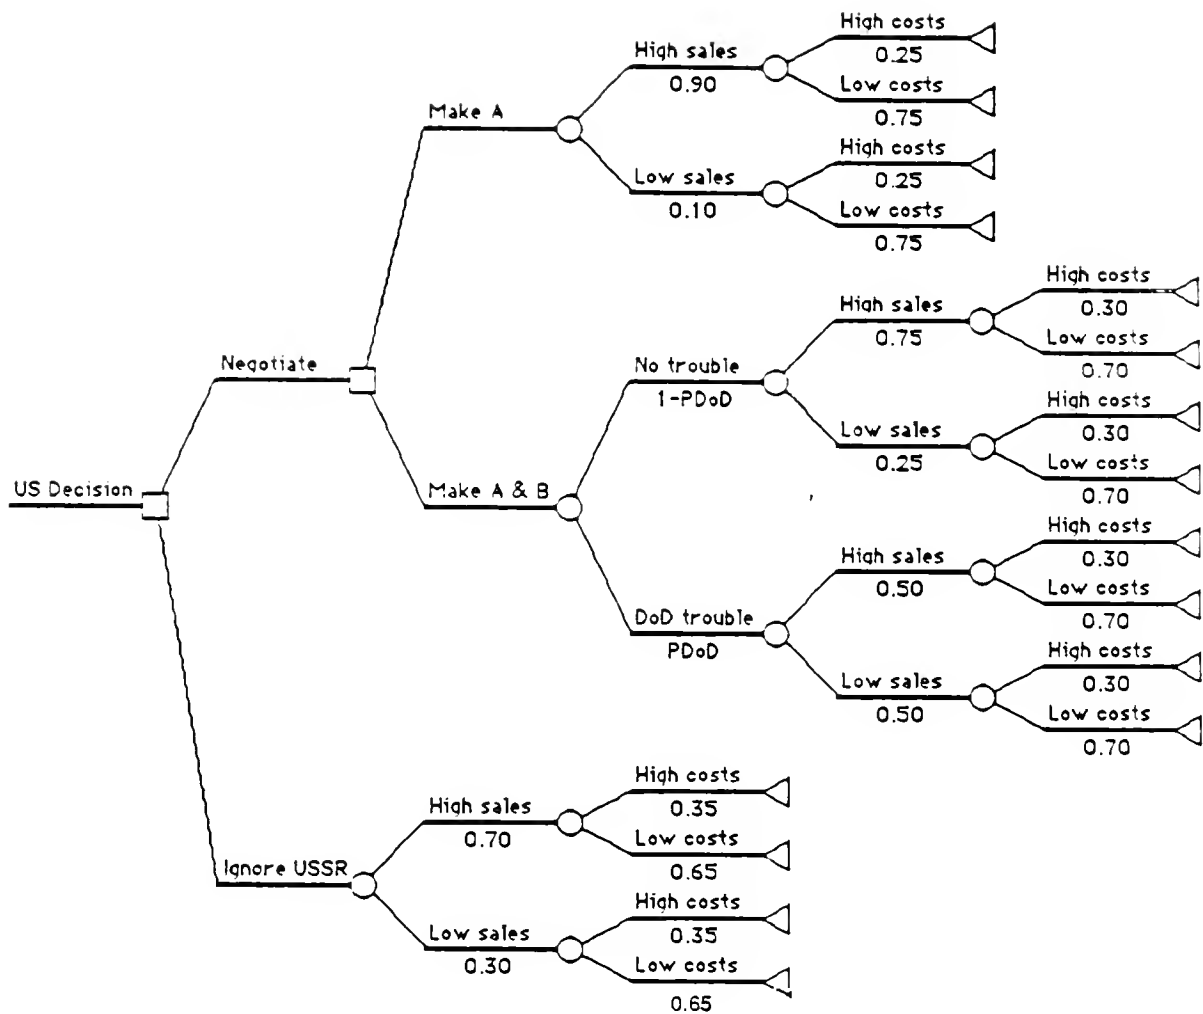 High costs
0.25
High sales
0.90
Low costs
0.75
Make A
High costs
0.25
Low sales
0.10
Low costs
0.75
High costs
0.30
High sales
0.75
Low costs
0.70
Negotiate
No trouble
1-PDoD
High costs
0.30
Low sales
0.25
Low costs
0.70
US Decision
Make A & B
High costs
0.30
High sales
0.50
Low costs
0.70
DoD trouble
PDoD
High costs
0.30
Low sales
0.50
Low costs
0.70
High costs
0.35
High sales
0.70
Low costs
0.65
Ignore USSR
High costs
0.35
Low sales
0.30
Low costs
0.65